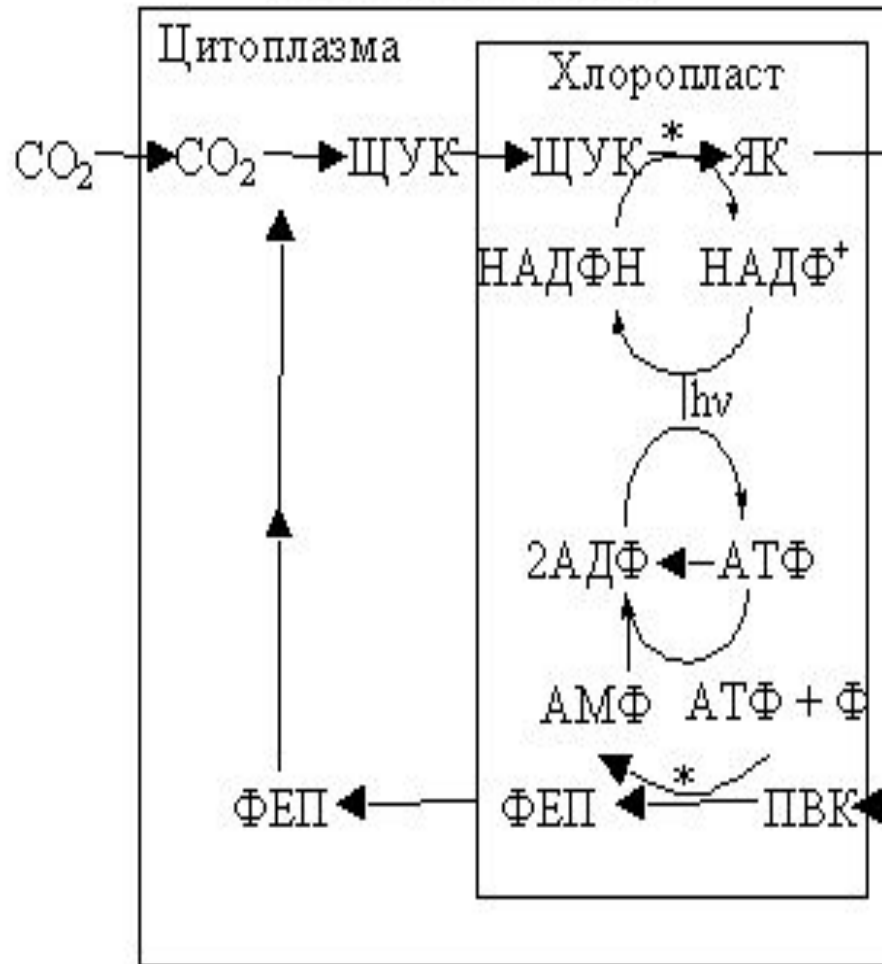 Цитоплазма
Хлоропласт
*
CO₂ CO₂ ЩУК ЩУК ЯК
НАДФН НАДФ⁺
hν
2АДФ АТФ
АМФ АТФ + Ф
*
ФЕП ФЕП ПВК